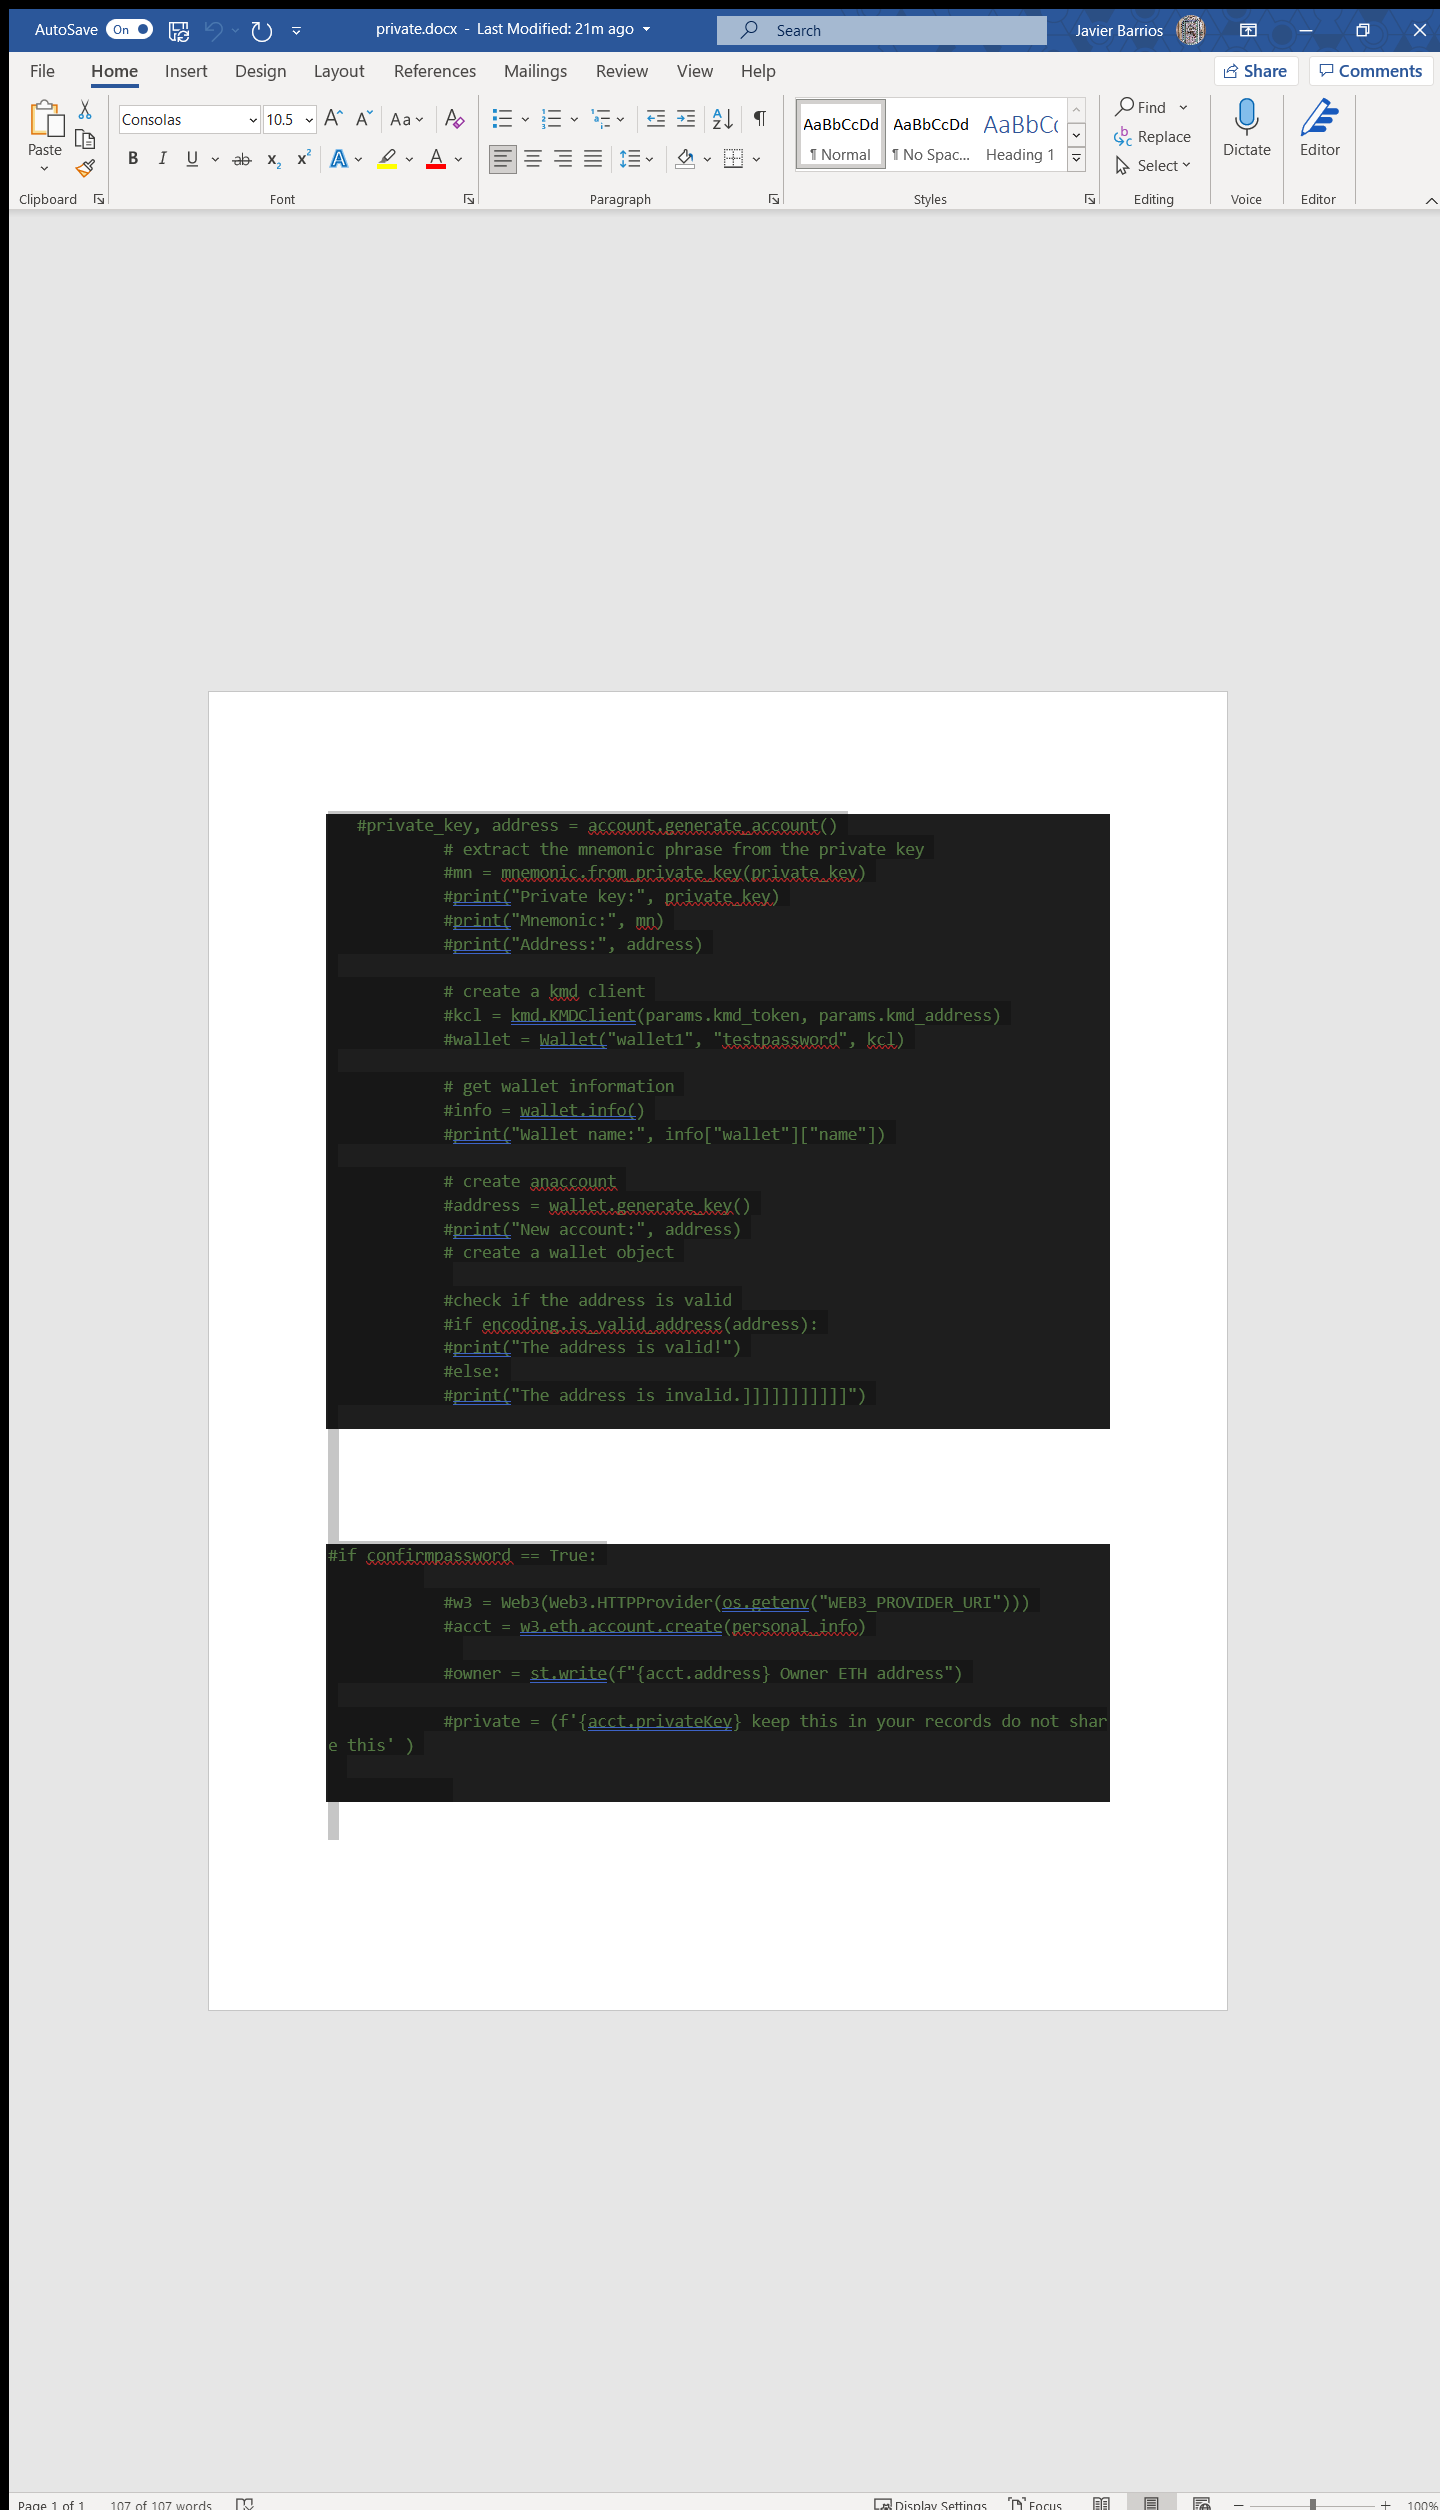 AutoSave On private.docx - Last Modified: 21m ago Search Javier Barrios
File Home Insert Design Layout References Mailings Review View Help Share Comments
Paste
Consolas 10.5 A A Aa A
B I U ab x2 x2 A A
A Z ¶
AaBbCcDd AaBbCcDd AaBbCc
¶ Normal ¶ No Spac... Heading 1
Find
Replace
Select
Dictate
Editor
Clipboard Font Paragraph Styles Editing Voice Editor
#private_key, address = account.generate_account()
# extract the mnemonic phrase from the private key
#mn = mnemonic.from_private_key(private_key)
#print("Private key:", private_key)
#print("Mnemonic:", mn)
#print("Address:", address)
# create a kmd client
#kcl = kmd.KMDClient(params.kmd_token, params.kmd_address)
#wallet = Wallet("wallet1", "testpassword", kcl)
# get wallet information
#info = wallet.info()
#print("Wallet name:", info["wallet"]["name"])
# create anaccount
#address = wallet.generate_key()
#print("New account:", address)
# create a wallet object
#check if the address is valid
#if encoding.is_valid_address(address):
#print("The address is valid!")
#else:
#print("The address is invalid.]]]]]]]]]]]")
#if confirmpassword == True:
#w3 = Web3(Web3.HTTPProvider(os.getenv("WEB3_PROVIDER_URI")))
#acct = w3.eth.account.create(personal_info)
#owner = st.write(f"{acct.address} Owner ETH address")
#private = (f'{acct.privateKey} keep this in your records do not shar
e this' )
Page 1 of 1 107 of 107 words Display Settings Focus 100%